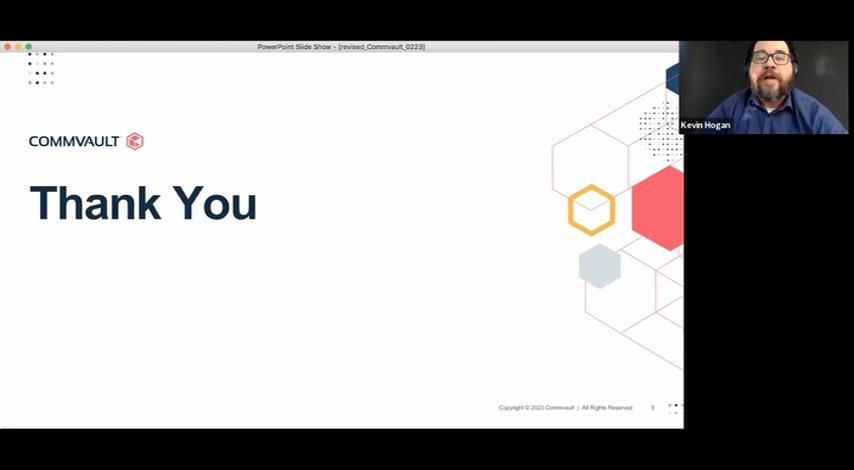 PowerPoint Slide Show - [revised_Commvault_0223]
Kevin Hogan
COMMVAULT
Thank You
Copyright © 2023 Commvault | All Rights Reserved 5